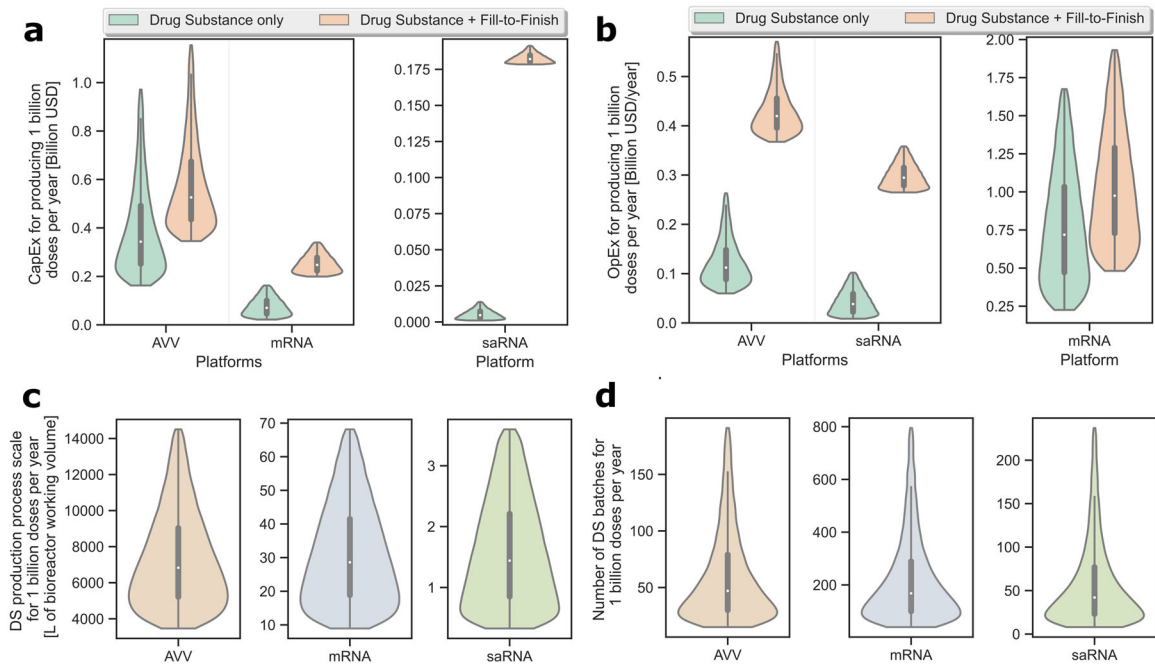 Drug Substance only
Drug Substance + Fill-to-Finish
Drug Substance only
Drug Substance + Fill-to-Finish
a
CapEx for producing 1 billion
doses per year [Billion USD]
1.0
0.8
0.6
0.4
0.2
0.0
AVV
mRNA
Platforms
0.175
0.150
0.125
0.100
0.075
0.050
0.025
0.000
saRNA
Platform
b
OpEx for producing 1 billion
doses per year [Billion USD/year]
0.5
0.4
0.3
0.2
0.1
0.0
AVV
saRNA
Platforms
2.00
1.75
1.50
1.25
1.00
0.75
0.50
0.25
mRNA
Platform
c
DS production process scale
for 1 billion doses per year
[L of bioreactor working volume]
14000
12000
10000
8000
6000
4000
AVV
70
60
50
40
30
20
10
mRNA
3
2
1
saRNA
d
Number of DS batches for
1 billion doses per year
150
100
50
AVV
800
600
400
200
mRNA
200
150
100
50
0
saRNA